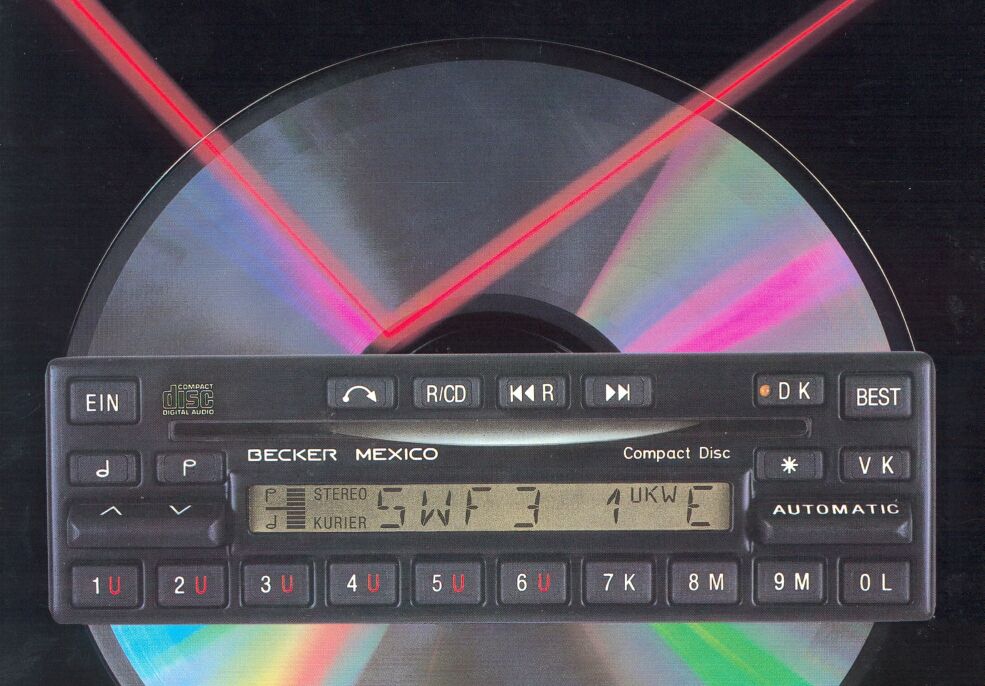 EIN
COMPACT
disc
DIGITAL AUDIO
R/CD
R
D K
BEST
BECKER MEXICO
Compact Disc
V K
STEREO
KURIER
SWF 3 1 UKW E
AUTOMATIC
1 U 2 U 3 U 4 U 5 U 6 U 7 K 8 M 9 M 0 L